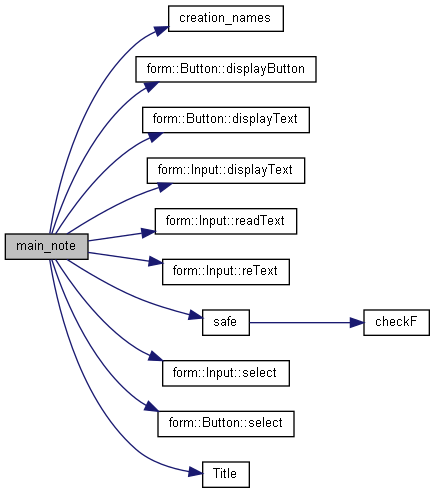 creation_names
form::Button::displayButton
form::Button::displayText
form::Input::displayText
form::Input::readText
main_note
form::Input::reText
safe
checkF
form::Input::select
form::Button::select
Title